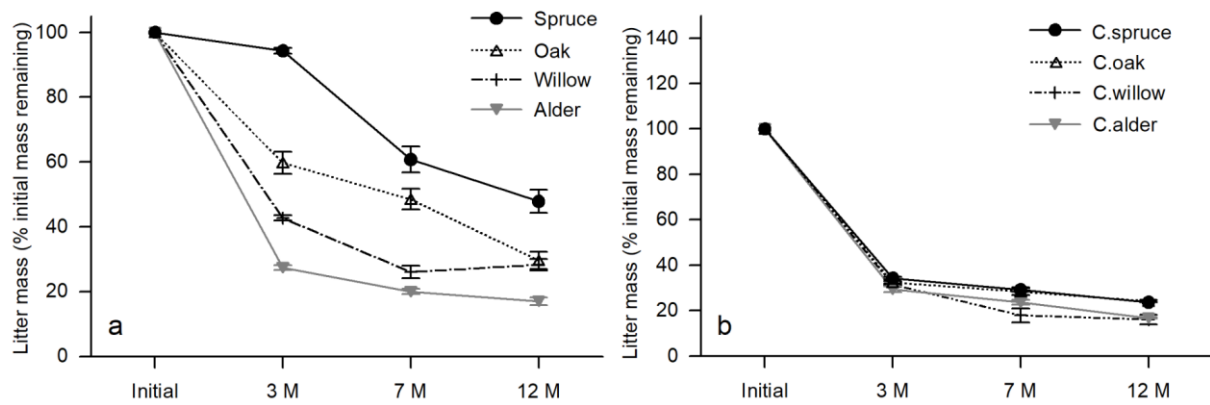 Litter mass (% initial mass remaining)
100
80
60
40
20
0
Initial
3 M
7 M
12 M
Spruce
Oak
Willow
Alder
a
Litter mass (% initial mass remaining)
140
120
100
80
60
40
20
0
Initial
3 M
7 M
12 M
C.spruce
C.oak
C.willow
C.alder
b